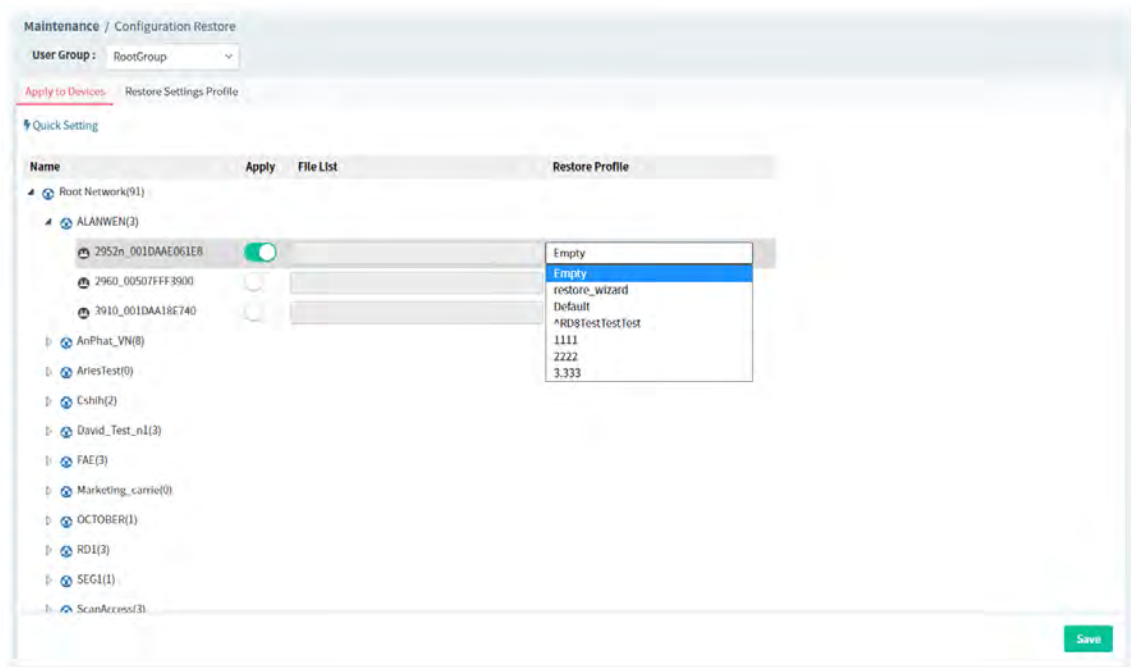 Maintenance / Configuration Restore
User Group : RootGroup
Apply to Devices Restore Settings Profile
Quick Setting
Name Apply File List Restore Profile
Root Network(91)
ALANWEN(3)
2952n_001DAAE061E8 Empty
Empty
2960_00507FFF3900
restore_wizard
Default
3910_001DAA18E740
^RD8TestTestTest
1111
AnPhat_VN(8)
2222
AriesTest(0)
3.333
Cshih(2)
David_Test_n1(3)
FAE(3)
Marketing_carrie(0)
OCTOBER(1)
RD1(3)
SEG1(1)
ScanAccess(3)
Save